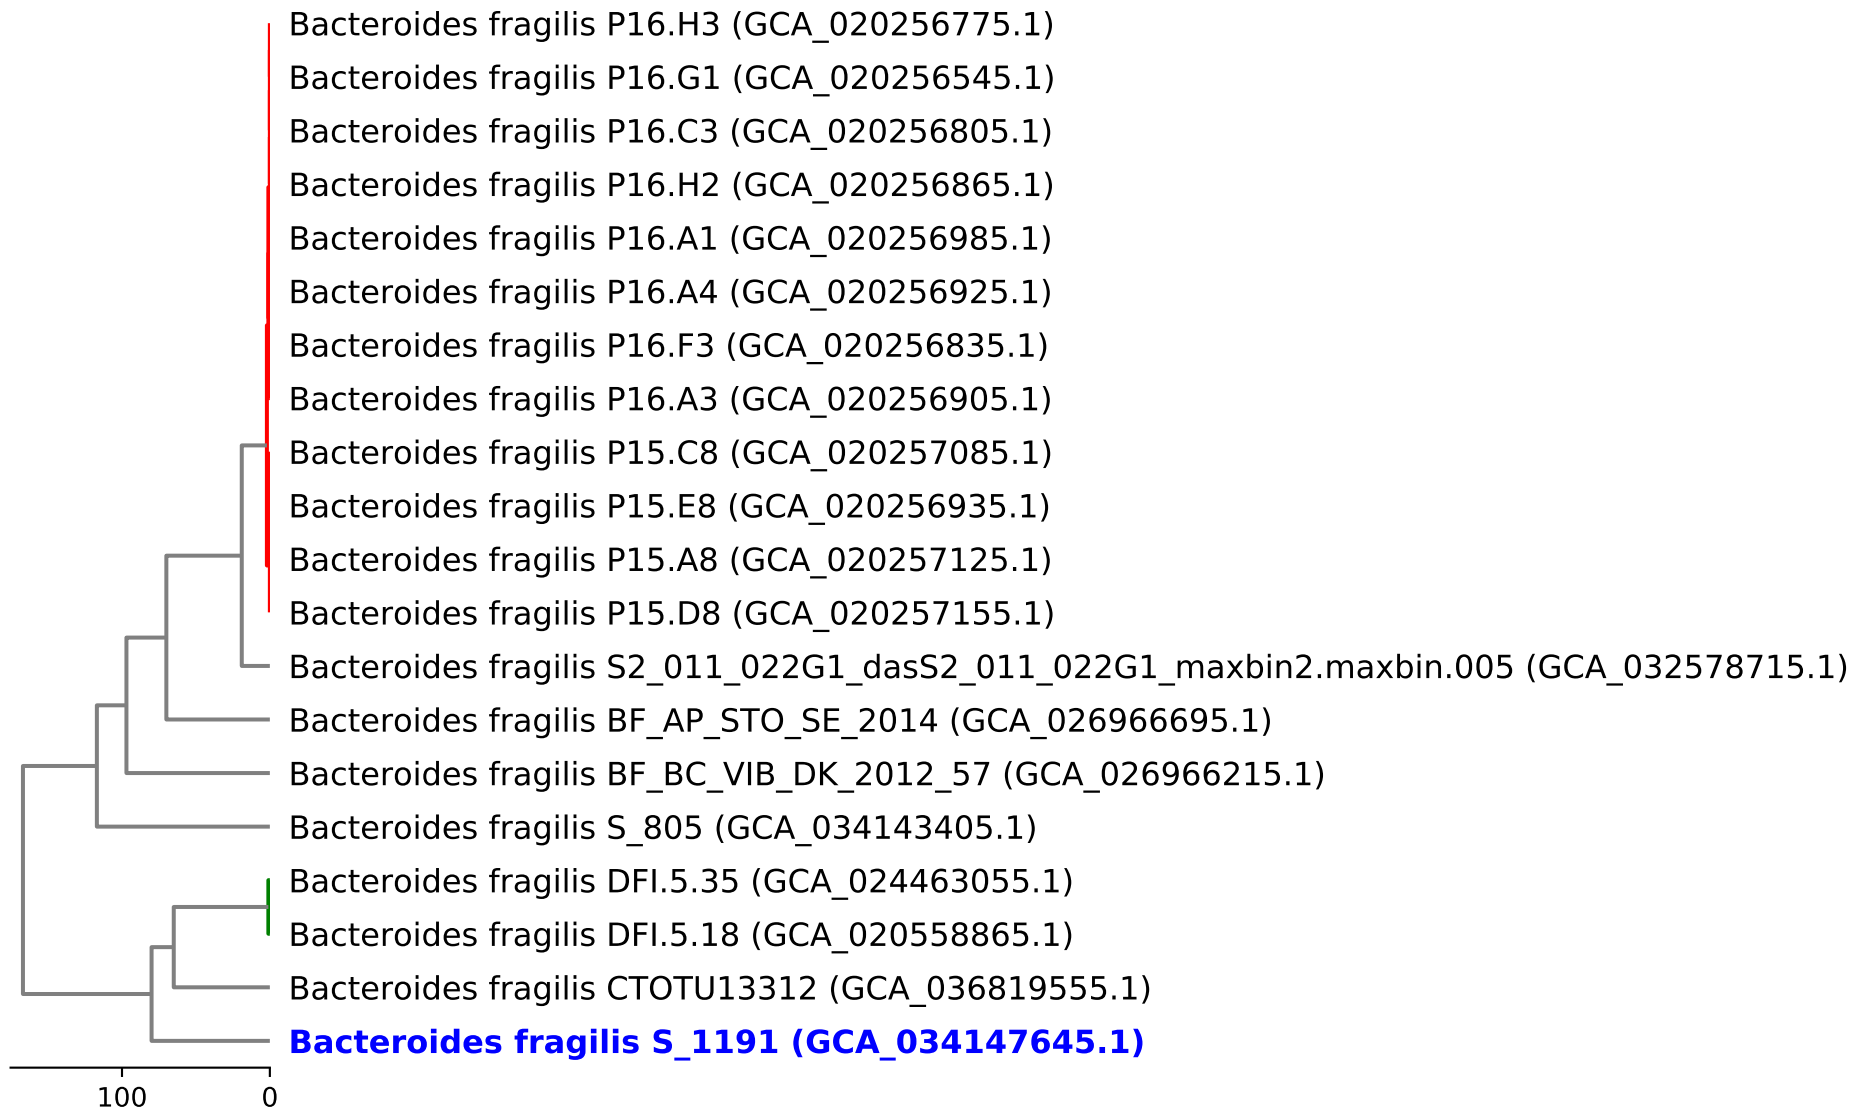 Bacteroides fragilis P16.H3 (GCA_020256775.1)
Bacteroides fragilis P16.G1 (GCA_020256545.1)
Bacteroides fragilis P16.C3 (GCA_020256805.1)
Bacteroides fragilis P16.H2 (GCA_020256865.1)
Bacteroides fragilis P16.A1 (GCA_020256985.1)
Bacteroides fragilis P16.A4 (GCA_020256925.1)
Bacteroides fragilis P16.F3 (GCA_020256835.1)
Bacteroides fragilis P16.A3 (GCA_020256905.1)
Bacteroides fragilis P15.C8 (GCA_020257085.1)
Bacteroides fragilis P15.E8 (GCA_020256935.1)
Bacteroides fragilis P15.A8 (GCA_020257125.1)
Bacteroides fragilis P15.D8 (GCA_020257155.1)
Bacteroides fragilis S2_011_022G1_dasS2_011_022G1_maxbin2.maxbin.005 (GCA_032578715.1)
Bacteroides fragilis BF_AP_STO_SE_2014 (GCA_026966695.1)
Bacteroides fragilis BF_BC_VIB_DK_2012_57 (GCA_026966215.1)
Bacteroides fragilis S_805 (GCA_034143405.1)
Bacteroides fragilis DFI.5.35 (GCA_024463055.1)
Bacteroides fragilis DFI.5.18 (GCA_020558865.1)
Bacteroides fragilis CTOTU13312 (GCA_036819555.1)
Bacteroides fragilis S_1191 (GCA_034147645.1)
100 0